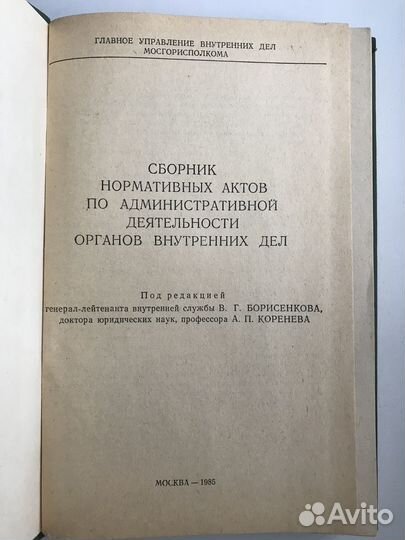 ГЛАВНОЕ УПРАВЛЕНИЕ ВНУТРЕННИХ ДЕЛ
МОСГОРИСПОЛКОМА
СБОРНИК
НОРМАТИВНЫХ АКТОВ
ПО АДМИНИСТРАТИВНОЙ
ДЕЯТЕЛЬНОСТИ
ОРГАНОВ ВНУТРЕННИХ ДЕЛ
Под редакцией
генерал-лейтенанта внутренней службы В. Г. БОРИСЕНКОВА,
доктора юридических наук, профессора А. П. КОРЕНЕВА
МОСКВА — 1985
Avito